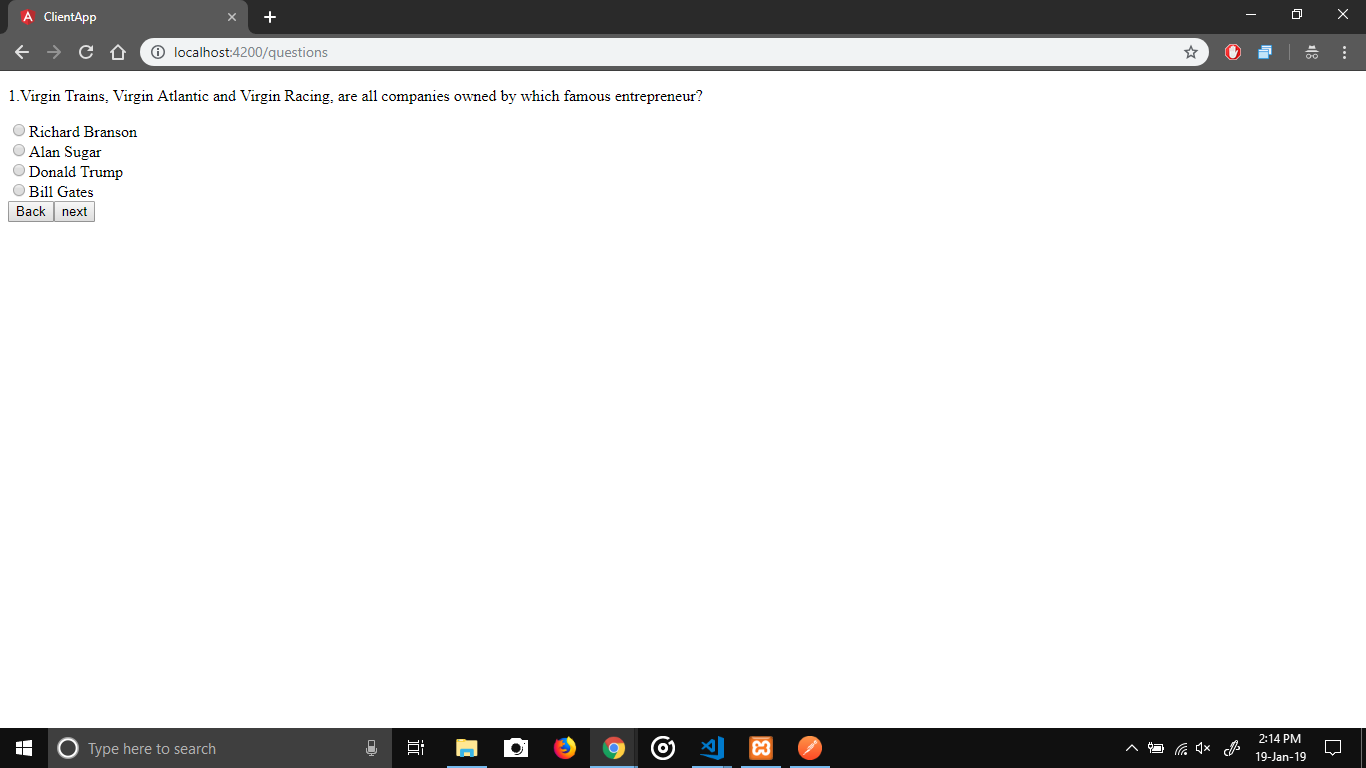 ClientApp
localhost:4200/questions
1.Virgin Trains, Virgin Atlantic and Virgin Racing, are all companies owned by which famous entrepreneur?
Richard Branson
Alan Sugar
Donald Trump
Bill Gates
Back next
Type here to search
2:14 PM
19-Jan-19